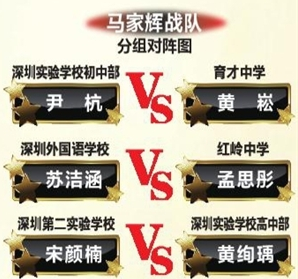 马家辉战队
分组对阵图
深圳实验学校初中部 育才中学
尹杭 VS 黄崧
深圳外国语学校 红岭中学
苏洁涵 VS 孟思彤
深圳第二实验学校 深圳实验学校高中部
宋颜楠 VS 黄绚瑀